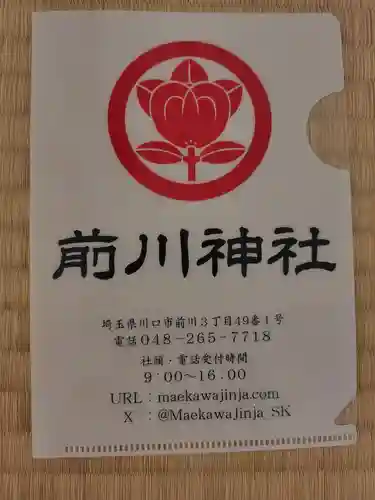 前川神社
埼玉県川口市前川3丁目49番1号
電話048-265-7718
社頭・電話受付時間
9:00~16.00
URL:maekawajinja.com
X :@MaekawaJinja_SK